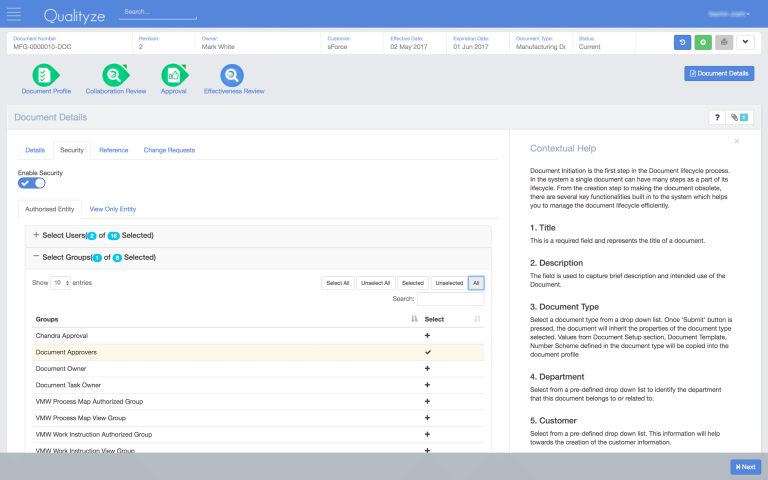 Qualityze
Search...
Document Number
MFG-0000010-DOC
Revision:
2
Owner:
Mark White
Customer:
sForce
Effective Date:
02 May 2017
Expiration Date:
01 Jun 2017
Document Type:
Manufacturing Dc
Status:
Current
Document Profile
Collaboration Review
Approval
Effectiveness Review
Document Details
Document Details
?
Details
Security
Reference
Change Requests
Enable Security
Authorised Entity
View Only Entity
Select Users(2 of 18 Selected)
Select Groups(1 of 8 Selected)
Show 10 entries
Select All
Unselect All
Selected
Unselected
All
Search:
Groups
Select
Chandra Approval
Document Approvers
Document Owner
Document Task Owner
VMW Process Map Authorized Group
VMW Process Map View Group
VMW Work Instruction Authorized Group
VMW Work Instruction View Group
Contextual Help
Document Initiation is the first step in the Document lifecycle process.
In the system a single document can have many steps as a part of its
lifecycle. From the creation step to making the document obsolete,
there are several key functionalities built in to the system which helps
you to manage the document lifecycle efficiently.
1. Title
This is a required field and represents the title of a document.
2. Description
The field is used to capture brief description and intended use of the
Document.
3. Document Type
Select a document type from a drop down list. Once 'Submit' button is
pressed, the document will inherit the properties of the document type
selected. Values from Document Setup section, Document Template,
Number Scheme defined in the document type will be copied into the
document profile
4. Department
Select from a pre-defined drop down list to identify the department
that this document belongs to or related to.
5. Customer
Select from a pre-defined drop down list. This information will help
towards the creation of the customer information.
Next